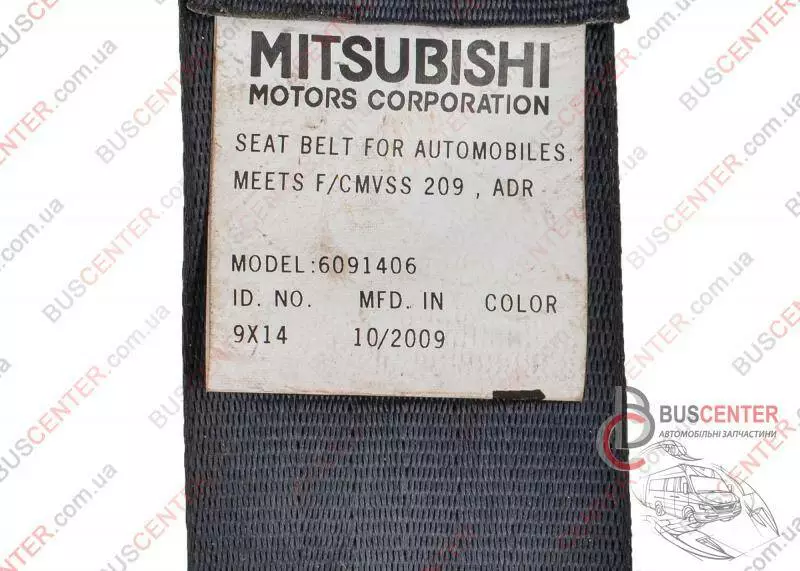 MITSUBISHI
MOTORS CORPORATION
SEAT BELT FOR AUTOMOBILES.
MEETS F/CMVSS 209 , ADR
MODEL:6091406
ID. NO. MFD. IN COLOR
9X14 10/2009
BUSCENTER
АВТОМОБІЛЬНІ ЗАПЧАСТИНИ
BUSCENTER.com.ua